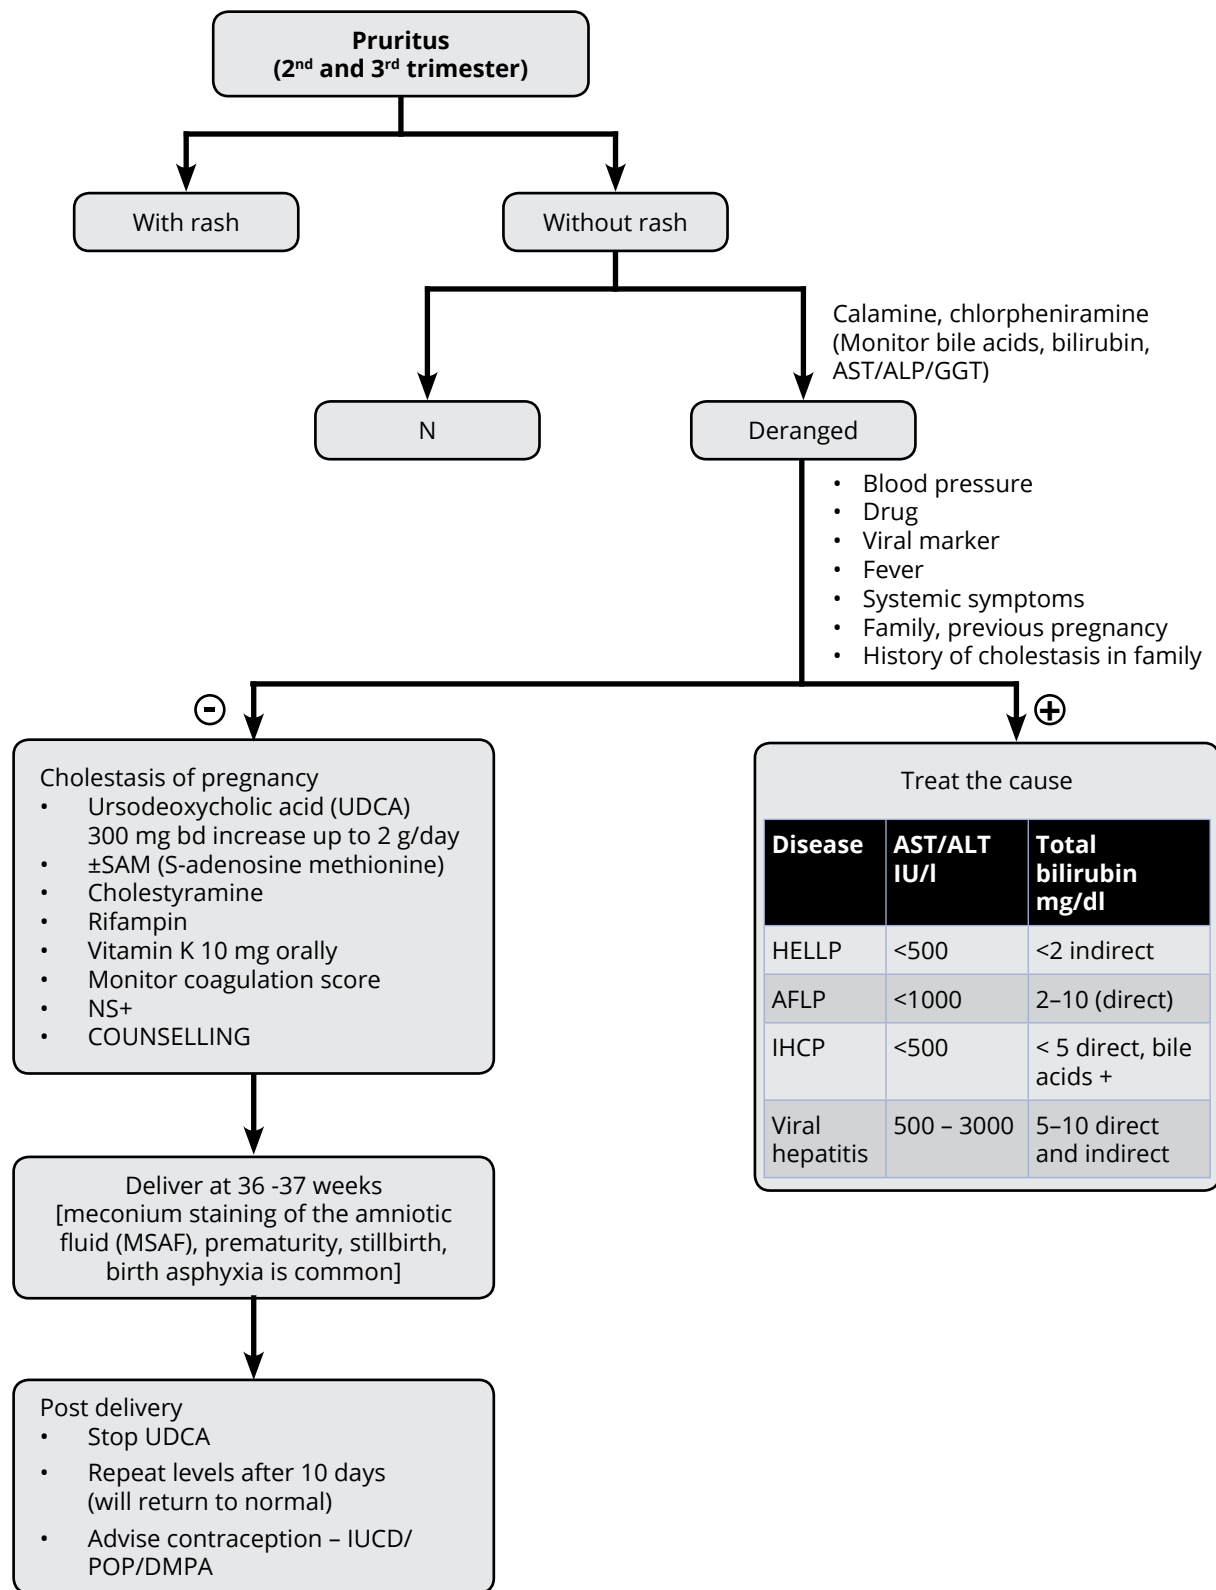 Pruritus
(2nd and 3rd trimester)
With rash
Without rash
Calamine, chlorpheniramine
(Monitor bile acids, bilirubin,
AST/ALP/GGT)
N
Deranged
• Blood pressure
• Drug
• Viral marker
• Fever
• Systemic symptoms
• Family, previous pregnancy
• History of cholestasis in family
-
+
Cholestasis of pregnancy
• Ursodeoxycholic acid (UDCA)
300 mg bd increase up to 2 g/day
• ±SAM (S-adenosine methionine)
• Cholestyramine
• Rifampin
• Vitamin K 10 mg orally
• Monitor coagulation score
• NS+
• COUNSELLING
Treat the cause
Disease AST/ALT IU/l Total bilirubin mg/dl
HELLP <500 <2 indirect
AFLP <1000 2–10 (direct)
IHCP <500 < 5 direct, bile acids +
Viral hepatitis 500 – 3000 5–10 direct and indirect
Deliver at 36 -37 weeks
[meconium staining of the amniotic
fluid (MSAF), prematurity, stillbirth,
birth asphyxia is common]
Post delivery
• Stop UDCA
• Repeat levels after 10 days
(will return to normal)
• Advise contraception – IUCD/
POP/DMPA